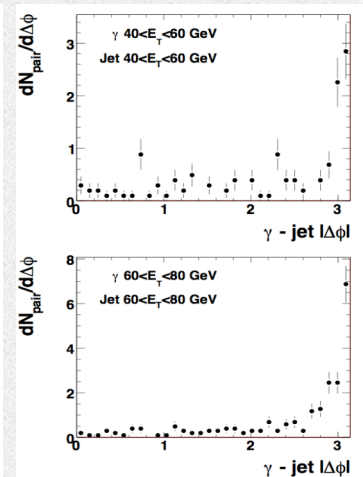 dN_pair/dΔϕ
γ 40<E_T<60 GeV
Jet 40<E_T<60 GeV
3
2
1
0
0 1 2 3
γ - jet |Δϕ|
dN_pair/dΔϕ
γ 60<E_T<80 GeV
Jet 60<E_T<80 GeV
8
6
4
2
0
0 1 2 3
γ - jet |Δϕ|